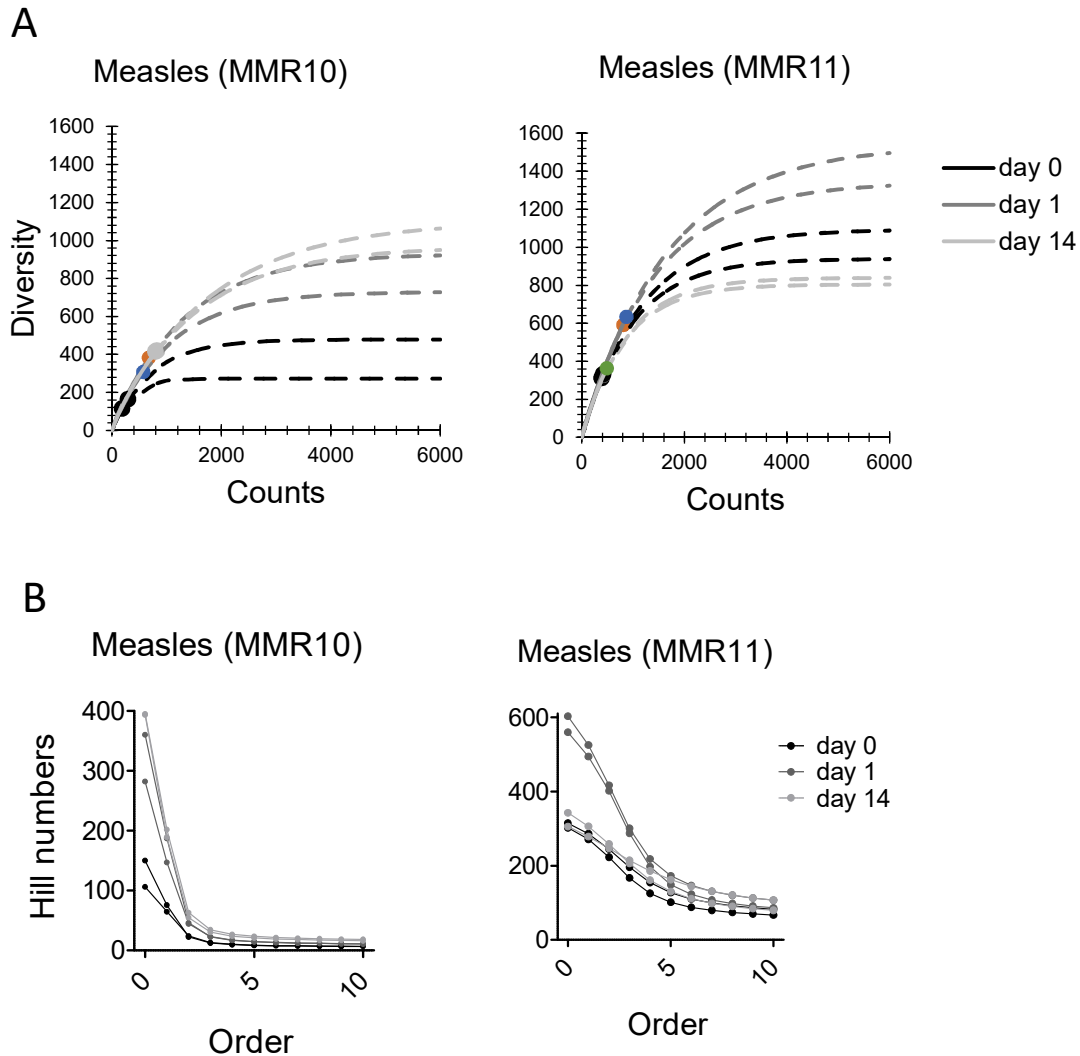 A
Measles (MMR10)
Measles (MMR11)
1600
1400
1200
1000
800
600
400
200
0
Diversity
0 2000 4000 6000
Counts
1600
1400
1200
1000
800
600
400
200
0
0 2000 4000 6000
Counts
day 0
day 1
day 14
B
Measles (MMR10)
Measles (MMR11)
400
300
200
100
0
Hill numbers
0 5 10
Order
600
400
200
0
0 5 10
Order
day 0
day 1
day 14